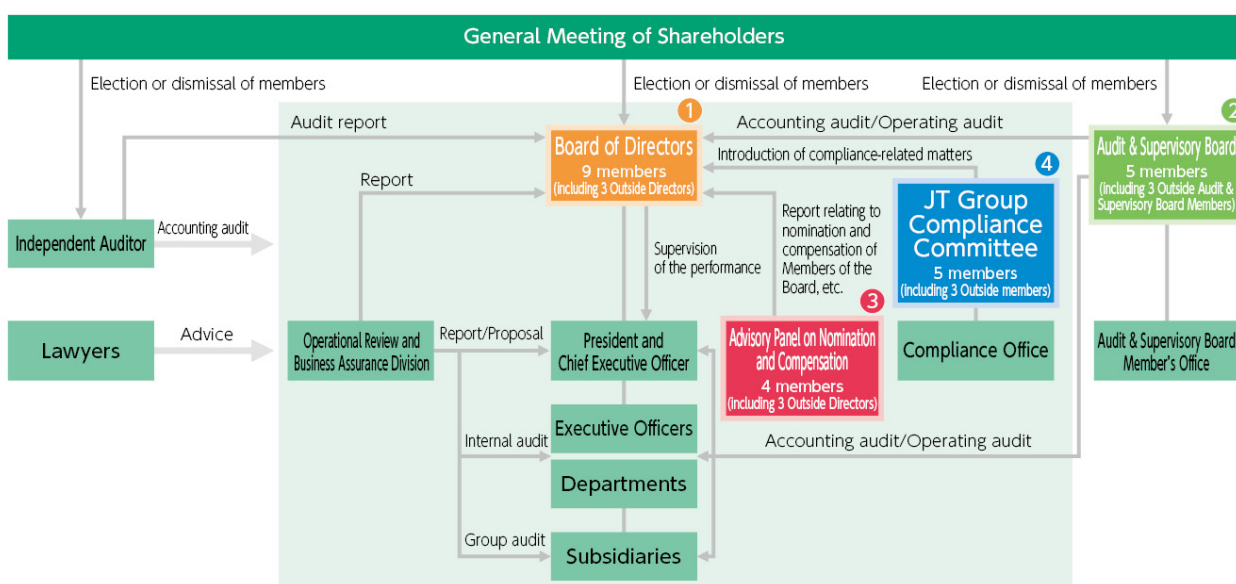 General Meeting of Shareholders
Election or dismissal of members
Election or dismissal of members
Election or dismissal of members
1
2
Audit report
Board of Directors
9 members
(including 3 Outside Directors)
Accounting audit/Operating audit
Audit & Supervisory Board
5 members
(including 3 Outside Audit &
Supervisory Board Members)
Introduction of compliance-related matters
4
Report
JT Group
Compliance
Committee
5 members
(including 3 Outside members)
Report relating to
nomination and
compensation of
Members of the
Board, etc.
Independent Auditor
Accounting audit
Supervision
of the performance
3
Lawyers
Advice
Operational Review and
Business Assurance Division
Report/Proposal
President and
Chief Executive Officer
Advisory Panel on Nomination
and Compensation
4 members
(including 3 Outside Directors)
Compliance Office
Audit & Supervisory Board
Member's Office
Executive Officers
Internal audit
Accounting audit/Operating audit
Departments
Group audit
Subsidiaries